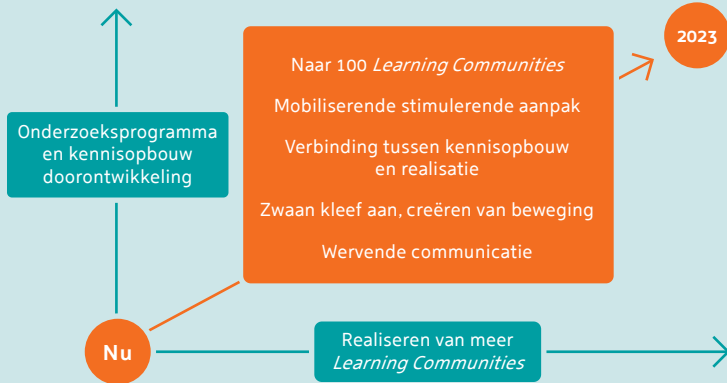 2023
Naar 100 Learning Communities
Mobiliserende stimulerende aanpak
Verbinding tussen kennisopbouw
en realisatie
Zwaan kleef aan, creëren van beweging
Wervende communicatie
Onderzoeksprogramma
en kennisopbouw
doorontwikkeling
Nu
Realiseren van meer
Learning Communities